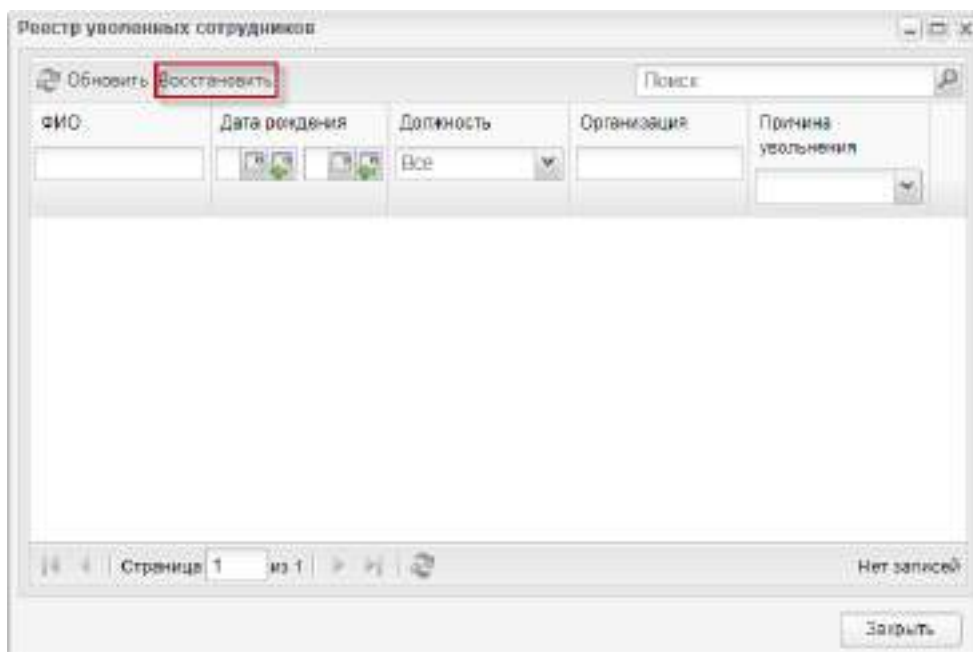 Реестр уволенных сотрудников
Обновить Восстановить Поиск
ФИО Дата рождения Должность Организация Причина увольнения
Все
Страница 1 из 1 Нет записей
Закрыть